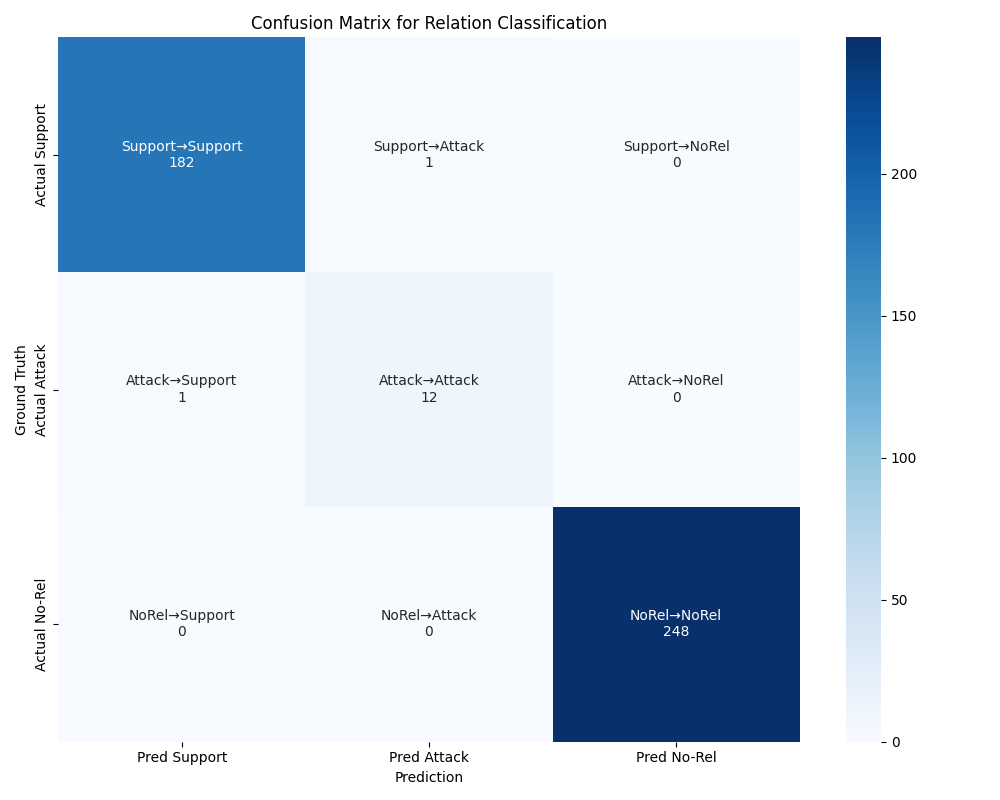 Confusion Matrix for Relation Classification
Ground Truth
Actual Support
Support→Support
182
Support→Attack
1
Support→NoRel
0
Actual Attack
Attack→Support
1
Attack→Attack
12
Attack→NoRel
0
Actual No-Rel
NoRel→Support
0
NoRel→Attack
0
NoRel→NoRel
248
Pred Support
Pred Attack
Pred No-Rel
Prediction
200
150
100
50
0